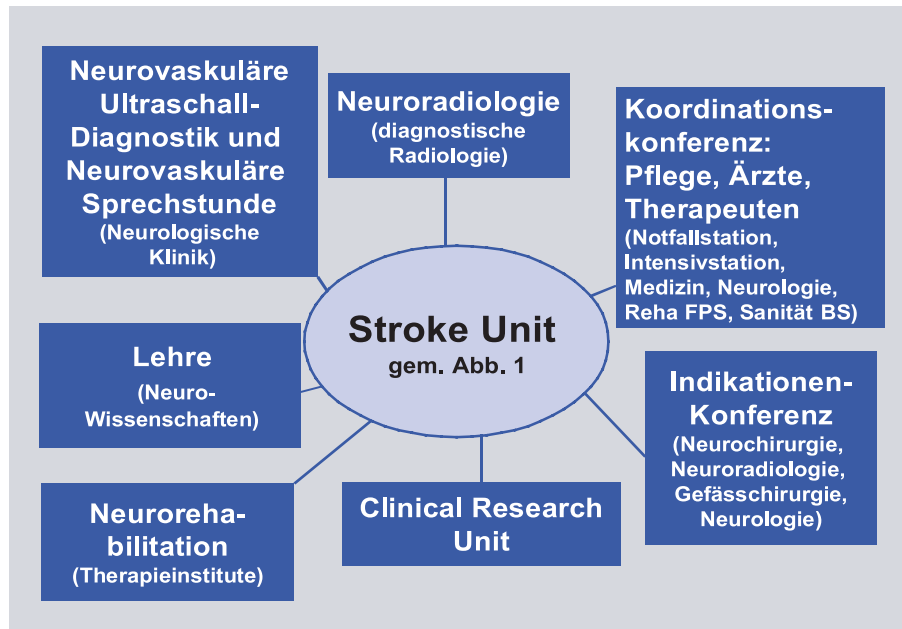 Neurovaskuläre
Ultraschall-
Diagnostik und
Neurovaskuläre
Sprechstunde
(Neurologische
Klinik)
Neuroradiologie
(diagnostische
Radiologie)
Koordinations-
konferenz:
Pflege, Ärzte,
Therapeuten
(Notfallstation,
Intensivstation,
Medizin, Neurologie,
Reha FPS, Sanität BS)
Stroke Unit
gem. Abb. 1
Lehre
(Neuro-
Wissenschaften)
Indikationen-
Konferenz
(Neurochirurgie,
Neuroradiologie,
Gefässchirurgie,
Neurologie)
Neuroreha-
bilitation
(Therapieinstitute)
Clinical Research
Unit